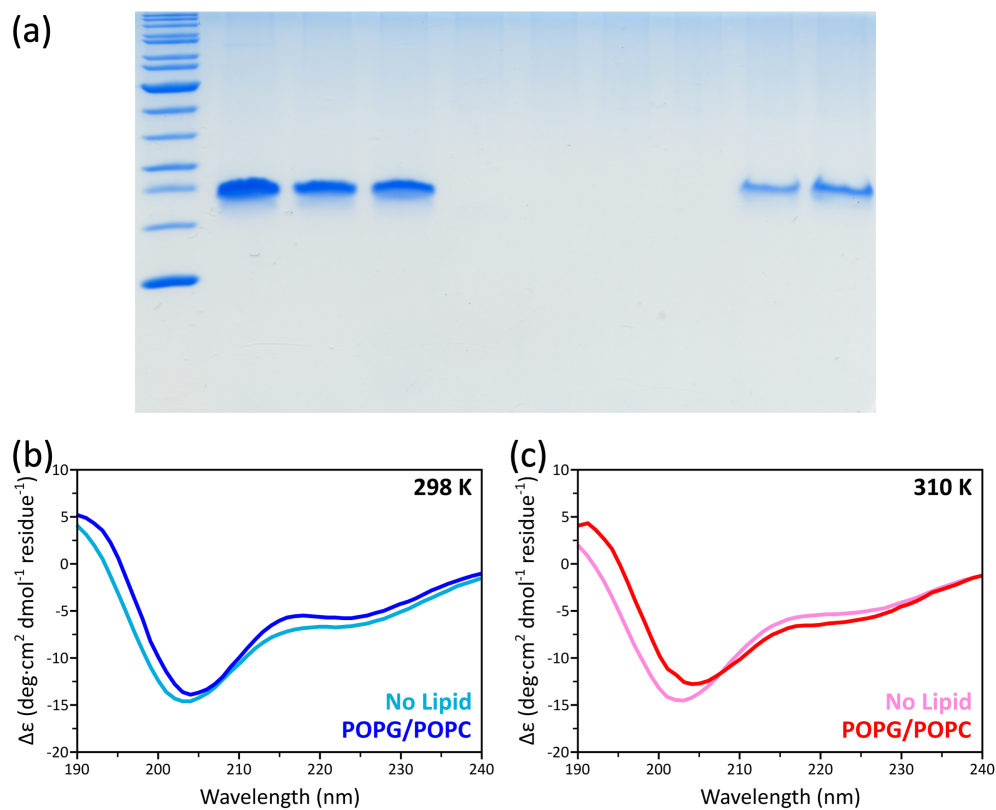 (a)
(b)
298 K
No Lipid
POPG/POPC
Δε (deg·cm² dmol⁻¹ residue⁻¹)
10
5
0
-5
-10
-15
-20
190 200 210 220 230 240
Wavelength (nm)
(c)
310 K
No Lipid
POPG/POPC
Δε (deg·cm² dmol⁻¹ residue⁻¹)
10
5
0
-5
-10
-15
-20
190 200 210 220 230 240
Wavelength (nm)